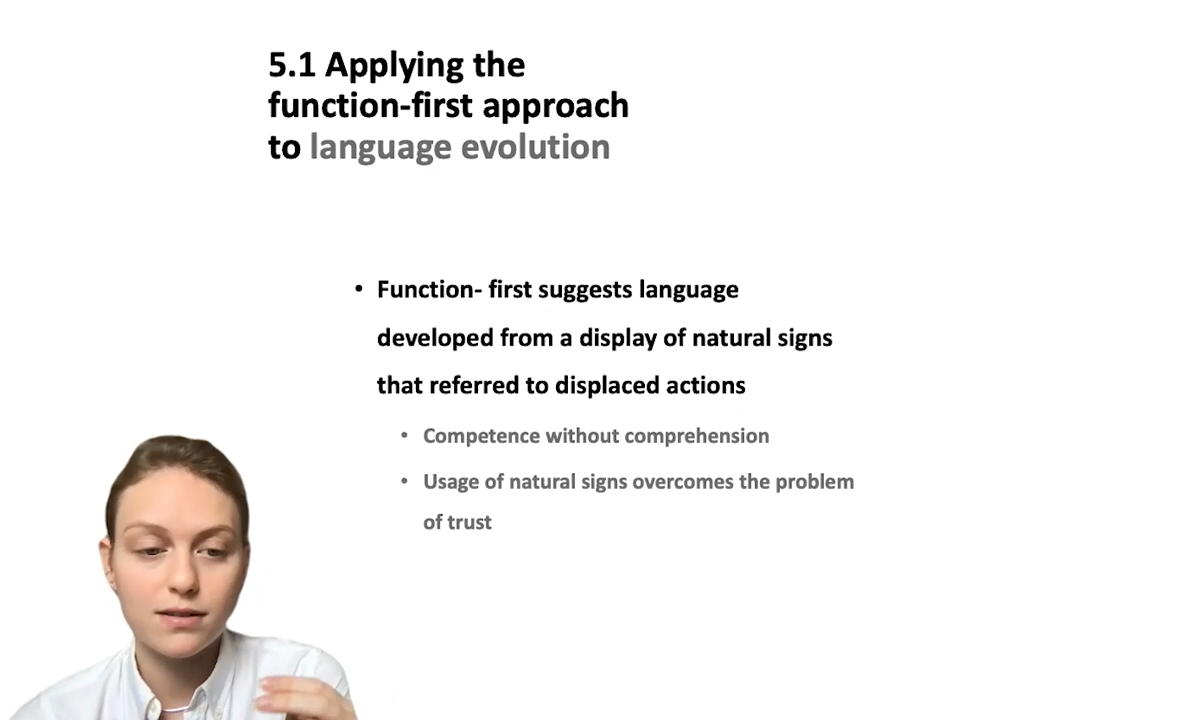 5.1 Applying the
function-first approach
to language evolution
• Function- first suggests language
developed from a display of natural signs
that referred to displaced actions
• Competence without comprehension
• Usage of natural signs overcomes the problem
of trust